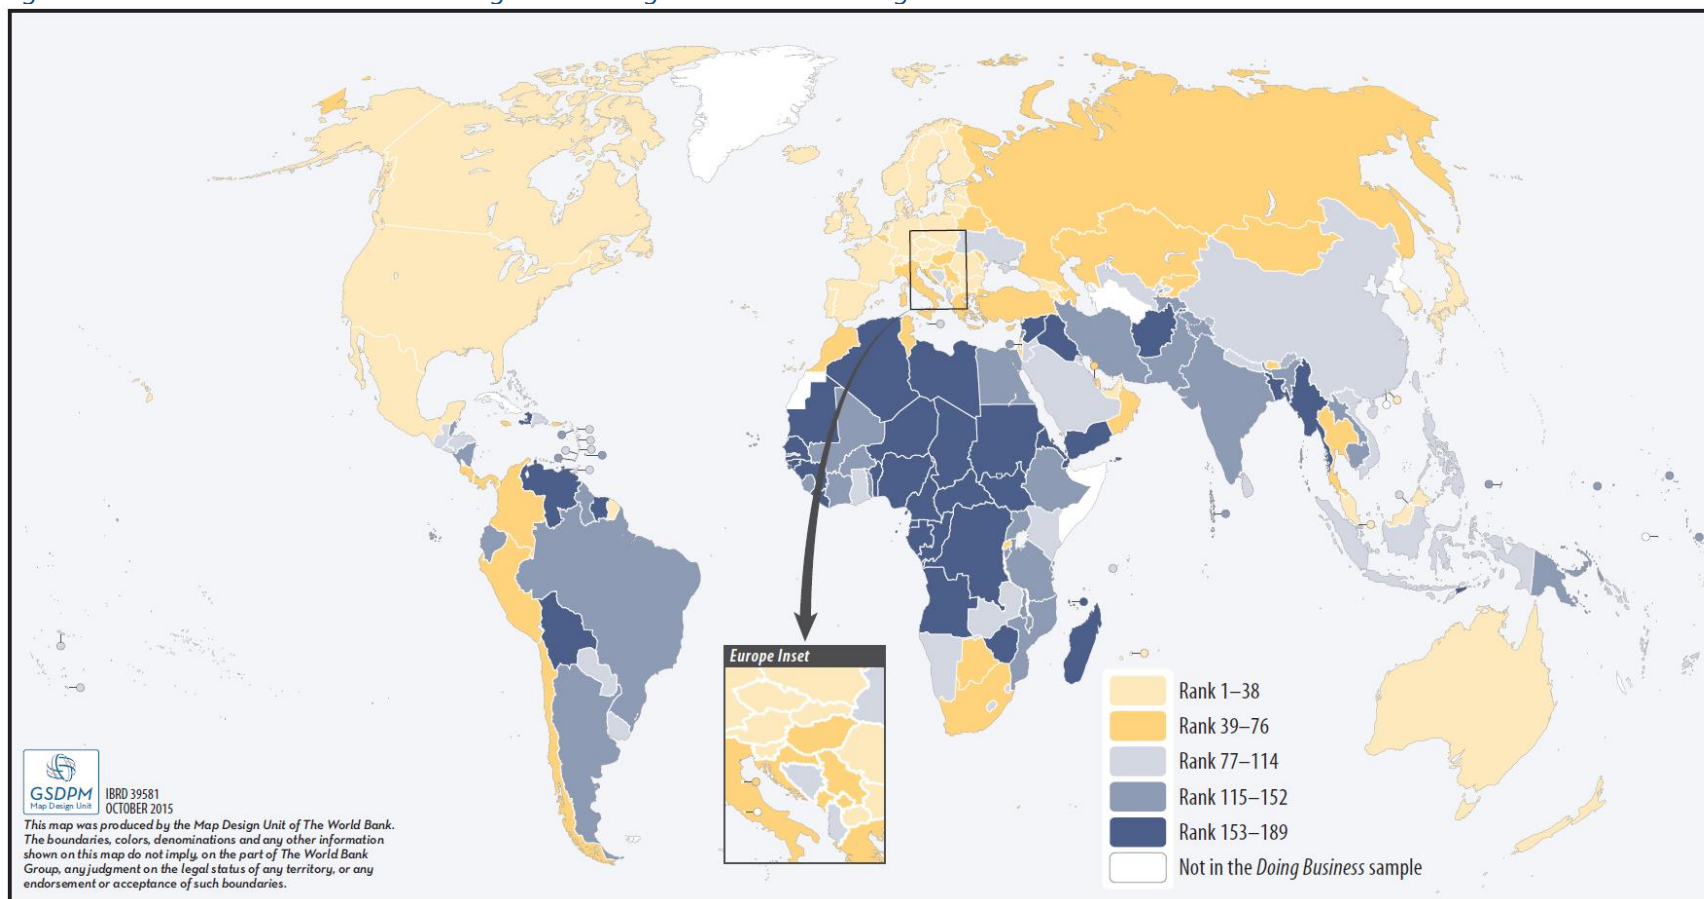 Europe Inset
Rank 1–38
Rank 39–76
Rank 77–114
Rank 115–152
Rank 153–189
Not in the Doing Business sample
GSDPM
Map Design Unit
IBRD 39581
OCTOBER 2015
This map was produced by the Map Design Unit of The World Bank.
The boundaries, colors, denominations and any other information
shown on this map do not imply, on the part of The World Bank
Group, any judgment on the legal status of any territory, or any
endorsement or acceptance of such boundaries.